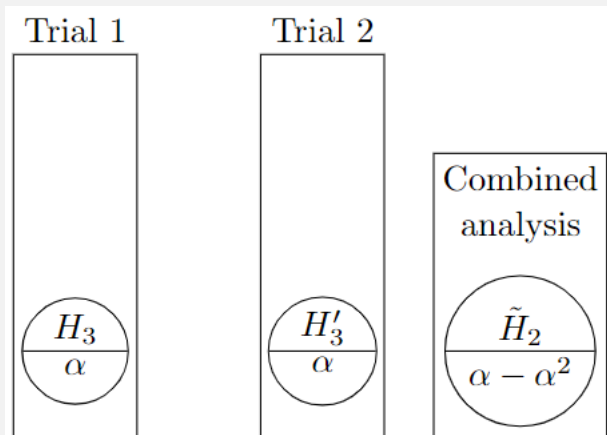 Trial 1
Trial 2
Combined
analysis
H₃
α
H′₃
α
H̃₂
α − α²